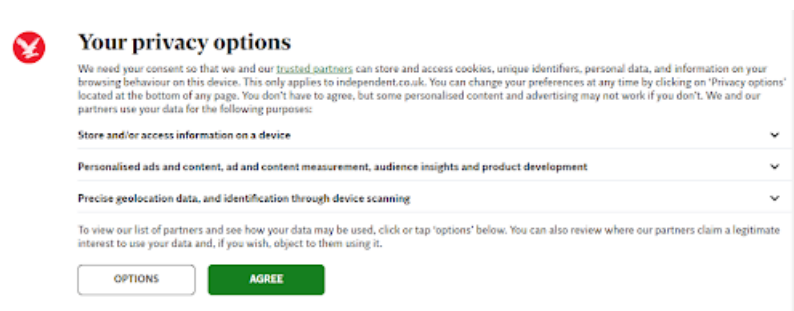 Your privacy options
We need your consent so that we and our trusted partners can store and access cookies, unique identifiers, personal data, and information on your
browsing behaviour on this device. This only applies to independent.co.uk. You can change your preferences at any time by clicking on 'Privacy options'
located at the bottom of any page. You don't have to agree, but some personalised content and advertising may not work if you don't. We and our
partners use your data for the following purposes:
Store and/or access information on a device
Personalised ads and content, ad and content measurement, audience insights and product development
Precise geolocation data, and identification through device scanning
To view our list of partners and see how your data may be used, click or tap 'options' below. You can also review where our partners claim a legitimate
interest to use your data and, if you wish, object to them using it.
OPTIONS AGREE